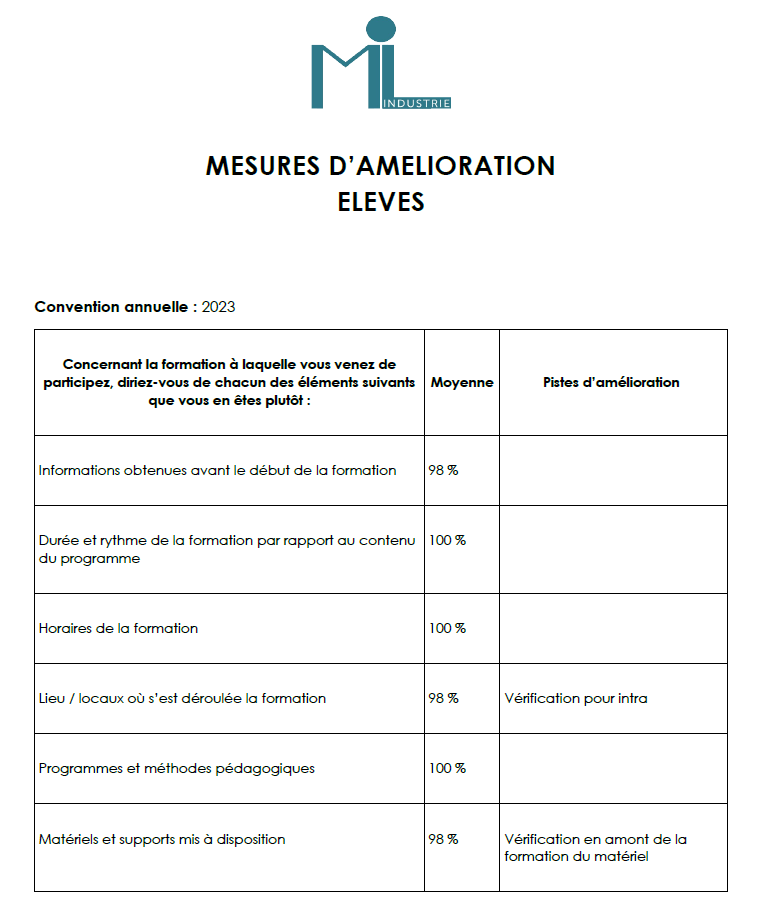 MIL
INDUSTRIE
MESURES D’AMELIORATION
ELEVES
Convention annuelle : 2023
Concernant la formation à laquelle vous venez de
participez, diriez-vous de chacun des éléments suivants
que vous en êtes plutôt :
Moyenne
Pistes d’amélioration
Informations obtenues avant le début de la formation
98 %
Durée et rythme de la formation par rapport au contenu
du programme
100 %
Horaires de la formation
100 %
Lieu / locaux où s’est déroulée la formation
98 %
Vérification pour intra
Programmes et méthodes pédagogiques
100 %
Matériels et supports mis à disposition
98 %
Vérification en amont de la
formation du matériel